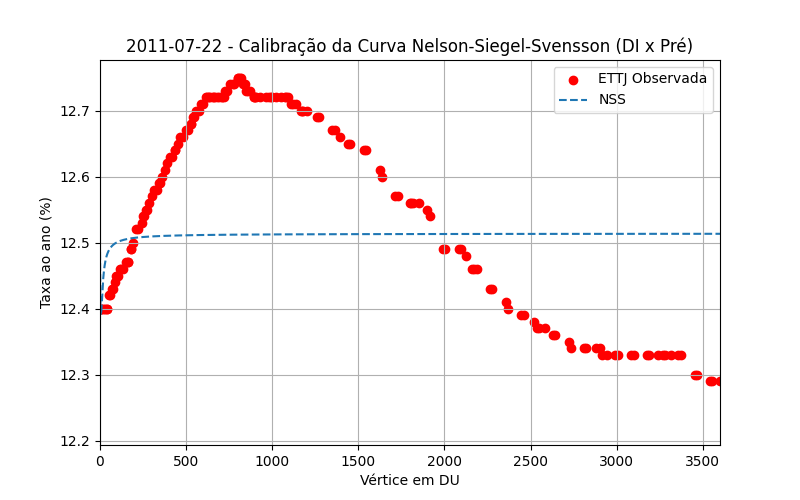 2011-07-22 - Calibração da Curva Nelson-Siegel-Svensson (DI x Pré)
ETTJ Observada
NSS
Taxa ao ano (%)
12.7
12.6
12.5
12.4
12.3
12.2
0 500 1000 1500 2000 2500 3000 3500
Vértice em DU